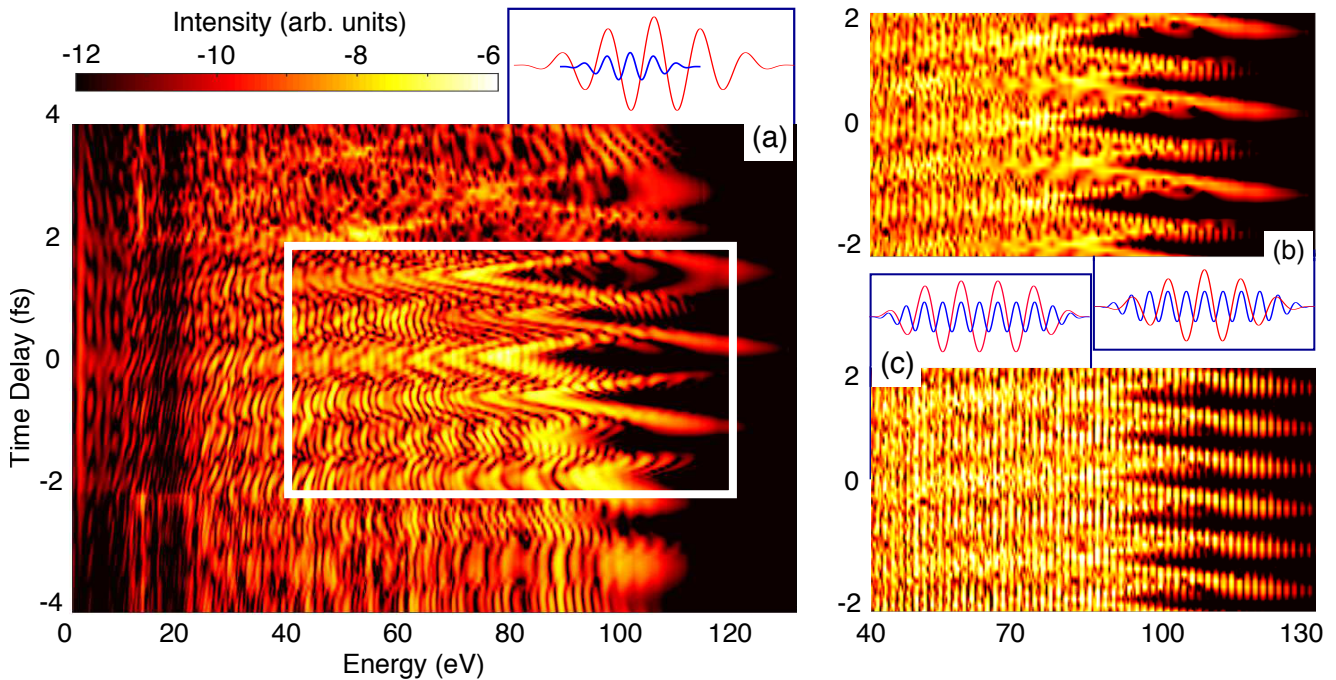 Intensity (arb. units)
-12 -10 -8 -6
(a)
4
2
0
-2
-4
Time Delay (fs)
0 20 40 60 80 100 120
Energy (eV)
2
0
-2
(b)
(c)
2
0
-2
40 70 100 130